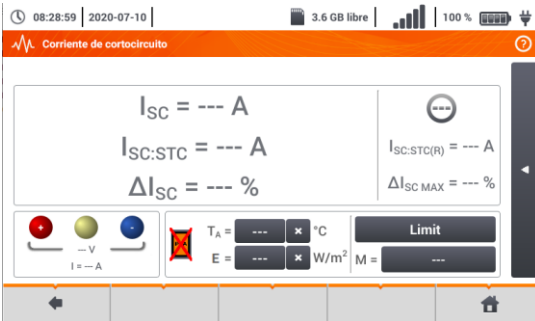 08:28:59 2020-07-10 3.6 GB libre 100 %
Corriente de cortocircuito ?
ISC = --- A
ISC:STC = --- A
ΔISC = --- %
---
ISC:STC(R) = --- A
ΔISC MAX = --- %
+ -
-- V
I = -- A
TA = --- × °C
E = --- × W/m²
Limit
M = ---